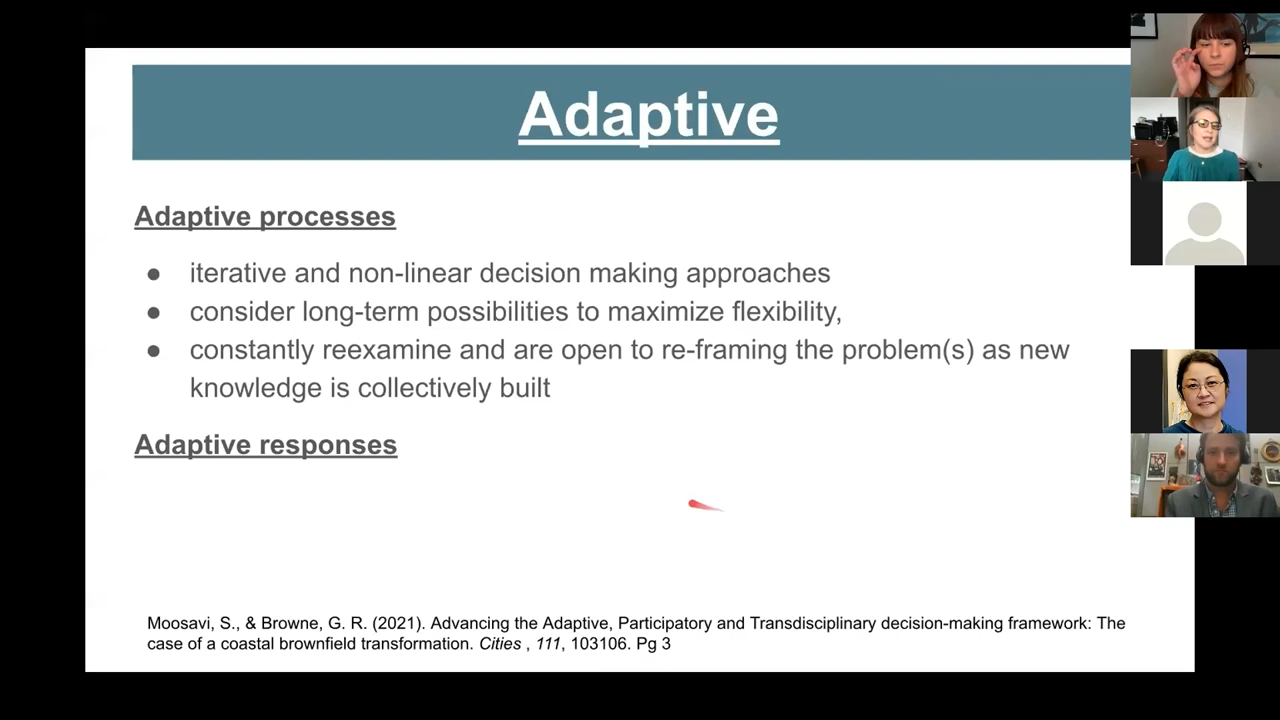 Adaptive
Adaptive processes
● iterative and non-linear decision making approaches
● consider long-term possibilities to maximize flexibility,
● constantly reexamine and are open to re-framing the problem(s) as new
knowledge is collectively built
Adaptive responses
Moosavi, S., & Browne, G. R. (2021). Advancing the Adaptive, Participatory and Transdisciplinary decision-making framework: The
case of a coastal brownfield transformation. Cities , 111, 103106. Pg 3